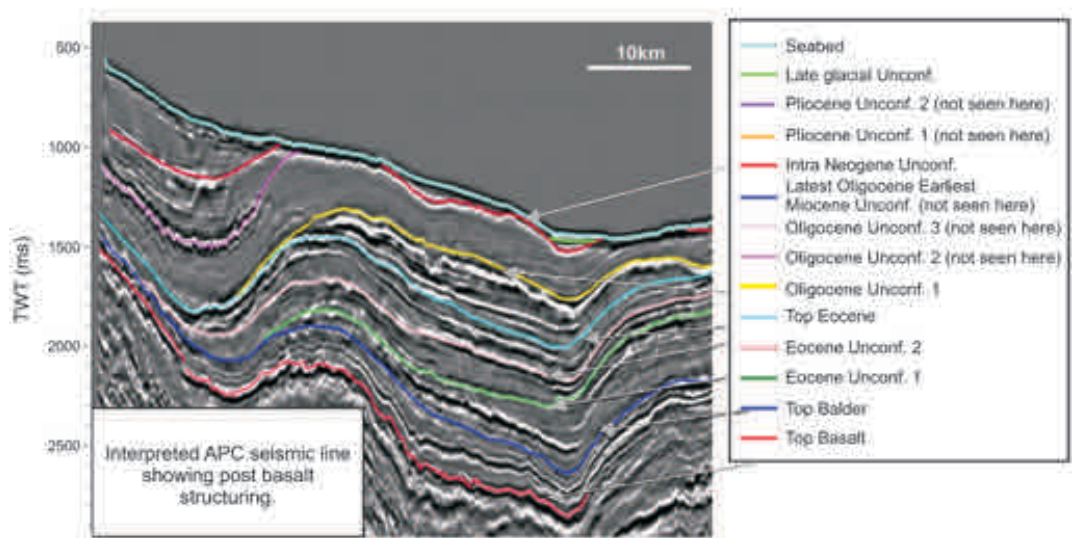 500
1000
1500
2000
2500
TWT (ms)
10km
Interpreted APC seismic line
showing post basalt
structuring.
Seabed
Late glacial Unconf.
Pliocene Unconf. 2 (not seen here)
Pliocene Unconf. 1 (not seen here)
Intra Neogene Unconf.
Latest Oligocene Earliest
Miocene Unconf. (not seen here)
Oligocene Unconf. 3 (not seen here)
Oligocene Unconf. 2 (not seen here)
Oligocene Unconf. 1
Top Eocene
Eocene Unconf. 2
Eocene Unconf. 1
Top Balder
Top Basalt